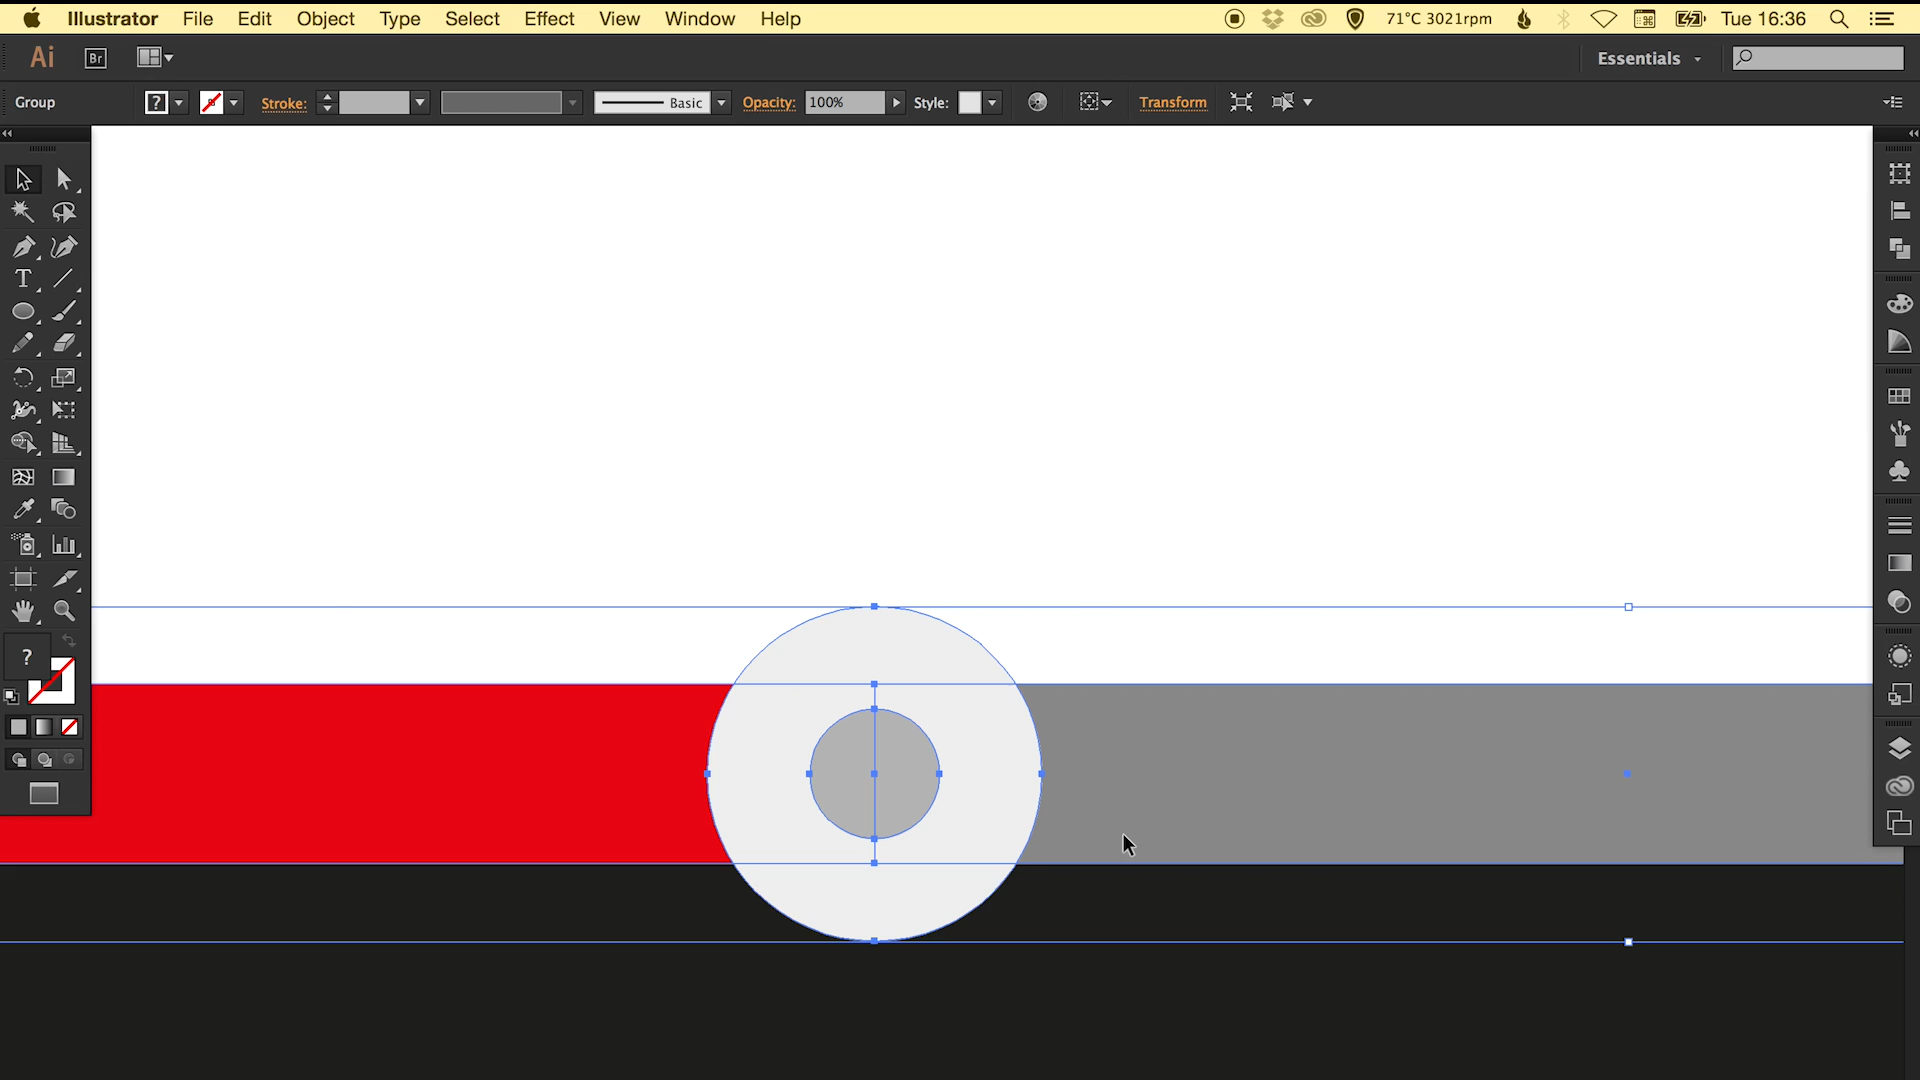 Illustrator File Edit Object Type Select Effect View Window Help 71°C 3021rpm Tue 16:36
Ai Br Essentials
Group ? Stroke: Basic Opacity: 100% Style: Transform
T
?